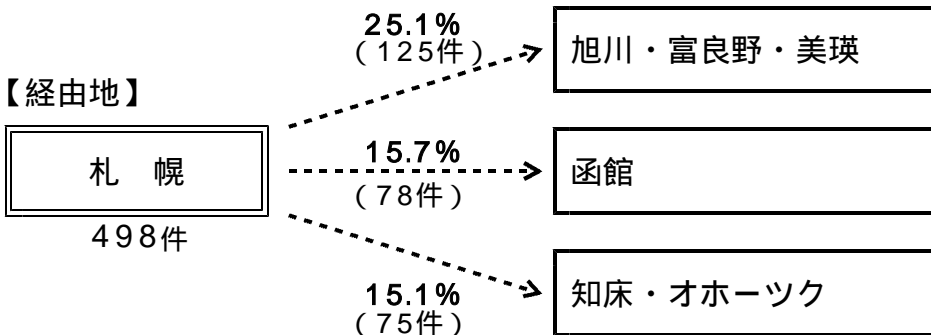 【経由地】
札　幌
498件
25.1%
（125件）
旭川・富良野・美瑛
15.7%
（78件）
函館
15.1%
（75件）
知床・オホーツク